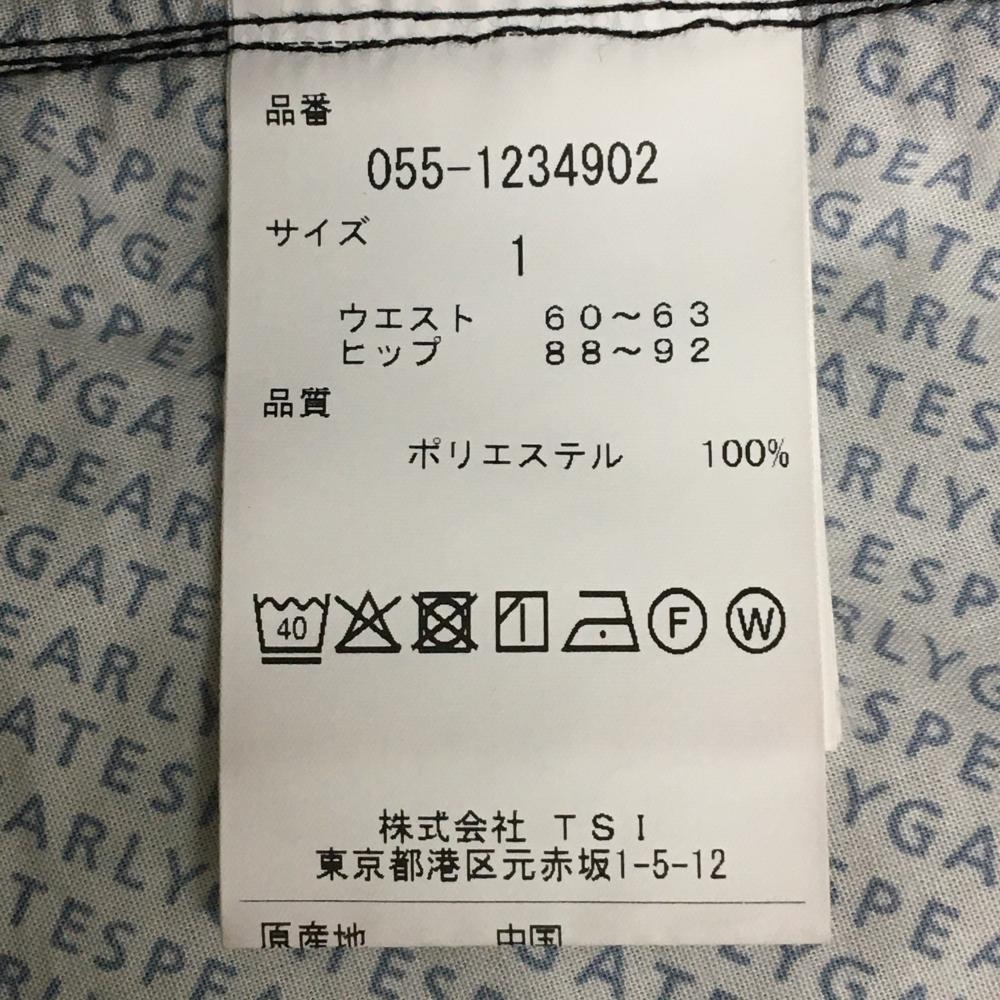 品番
055-1234902
サイズ
1
ウエスト 60~63
ヒップ 88~92
品質
ポリエステル 100%
40
F W
株式会社 TSI
東京都港区元赤坂1-5-12
原産地 中国
PEARLYGATES